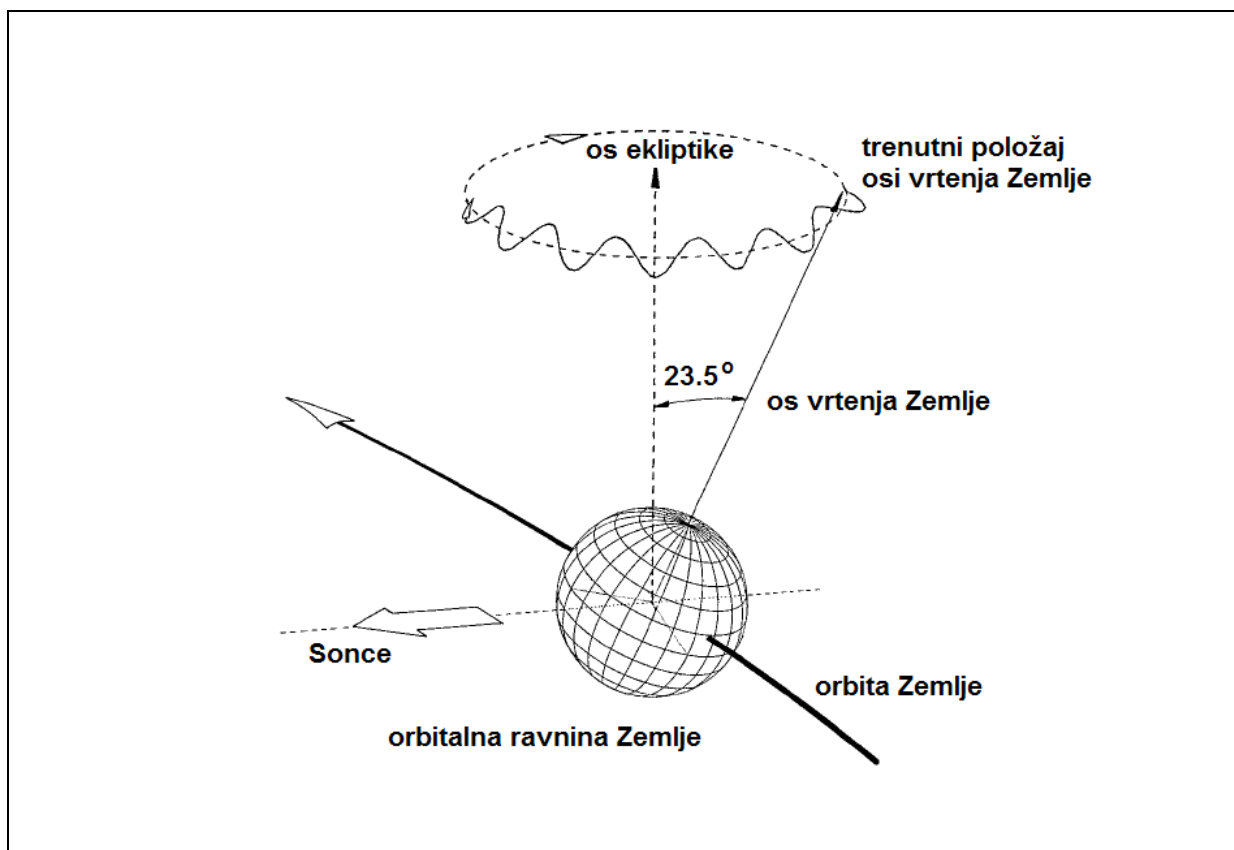 os ekliptike
trenutni položaj
osi vrtenja Zemlje
23.5°
os vrtenja Zemlje
Sonce
orbita Zemlje
orbitalna ravnina Zemlje